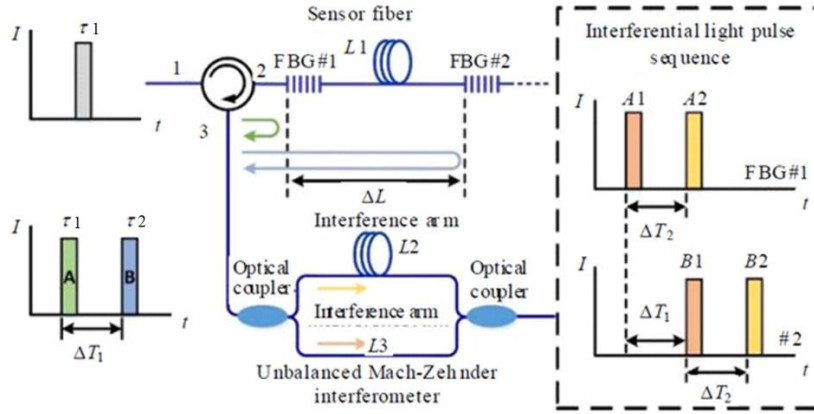 Sensor fiber
I
τ1
t
1
2
3
FBG#1
L1
FBG#2
ΔL
I
τ1
τ2
A
B
t
ΔT1
Interference arm
L2
Optical
coupler
Optical
coupler
Interference arm
L3
Unbalanced Mach-Zehnder
interferometer
Interferential light pulse
sequence
I
A1
A2
FBG#1
t
ΔT2
I
B1
B2
ΔT1
#2
t
ΔT2